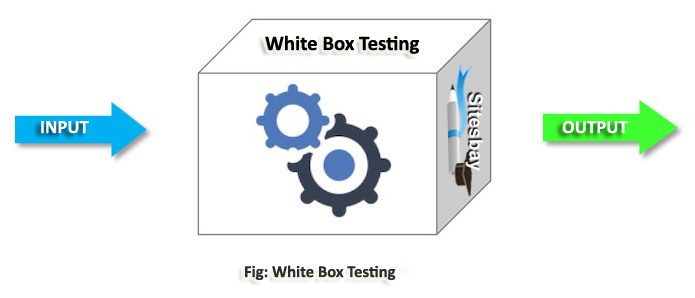 White Box Testing
INPUT
Sitesbay
OUTPUT
Fig: White Box Testing